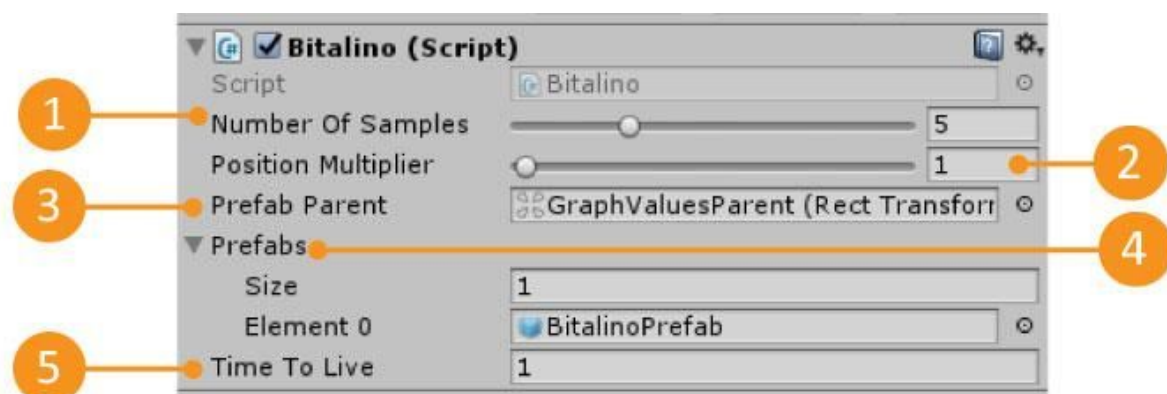 Bitalino (Script)
Script Bitalino
1 Number Of Samples 5
Position Multiplier 1 2
3 Prefab Parent GraphValuesParent (Rect Transforr
Prefabs 4
Size 1
Element 0 BitalinoPrefab
5 Time To Live 1